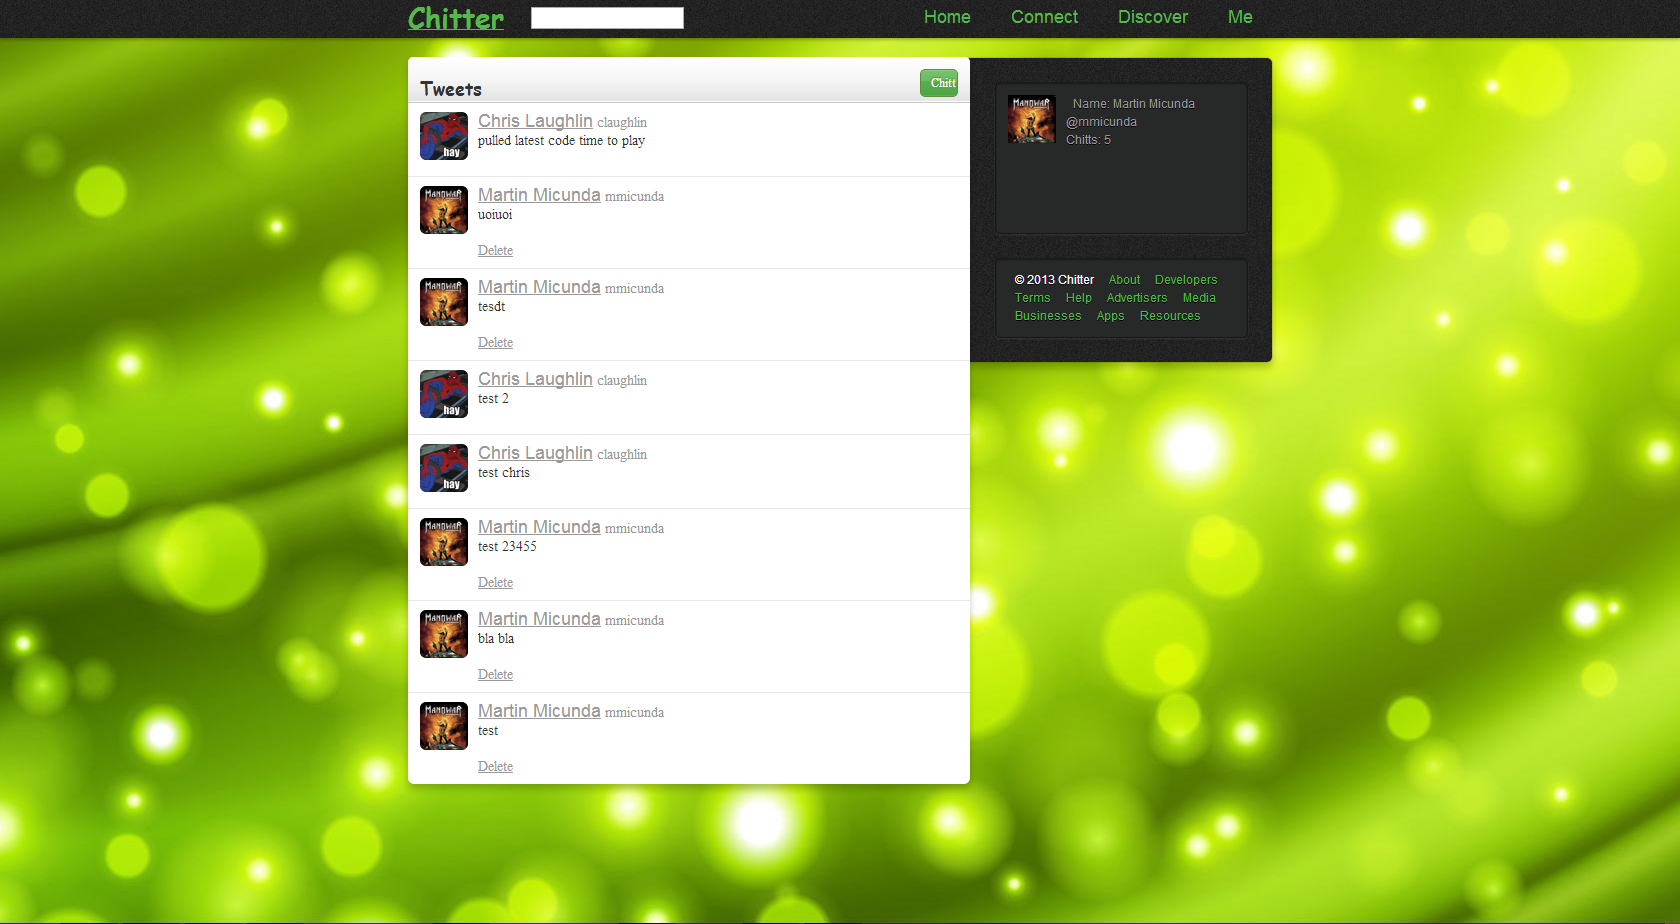 Chitter Home Connect Discover Me
Tweets Chitt
Chris Laughlin claughlin
pulled latest code time to play
hay
Martin Micunda mmicunda
uoiuoi
MANOWAR
Delete
Martin Micunda mmicunda
tesdt
MANOWAR
Delete
Chris Laughlin claughlin
test 2
hay
Chris Laughlin claughlin
test chris
hay
Martin Micunda mmicunda
test 23455
MANOWAR
Delete
Martin Micunda mmicunda
bla bla
MANOWAR
Delete
Martin Micunda mmicunda
test
MANOWAR
Delete
MANOWAR
Name: Martin Micunda
@mmicunda
Chitts: 5
© 2013 Chitter About Developers
Terms Help Advertisers Media
Businesses Apps Resources